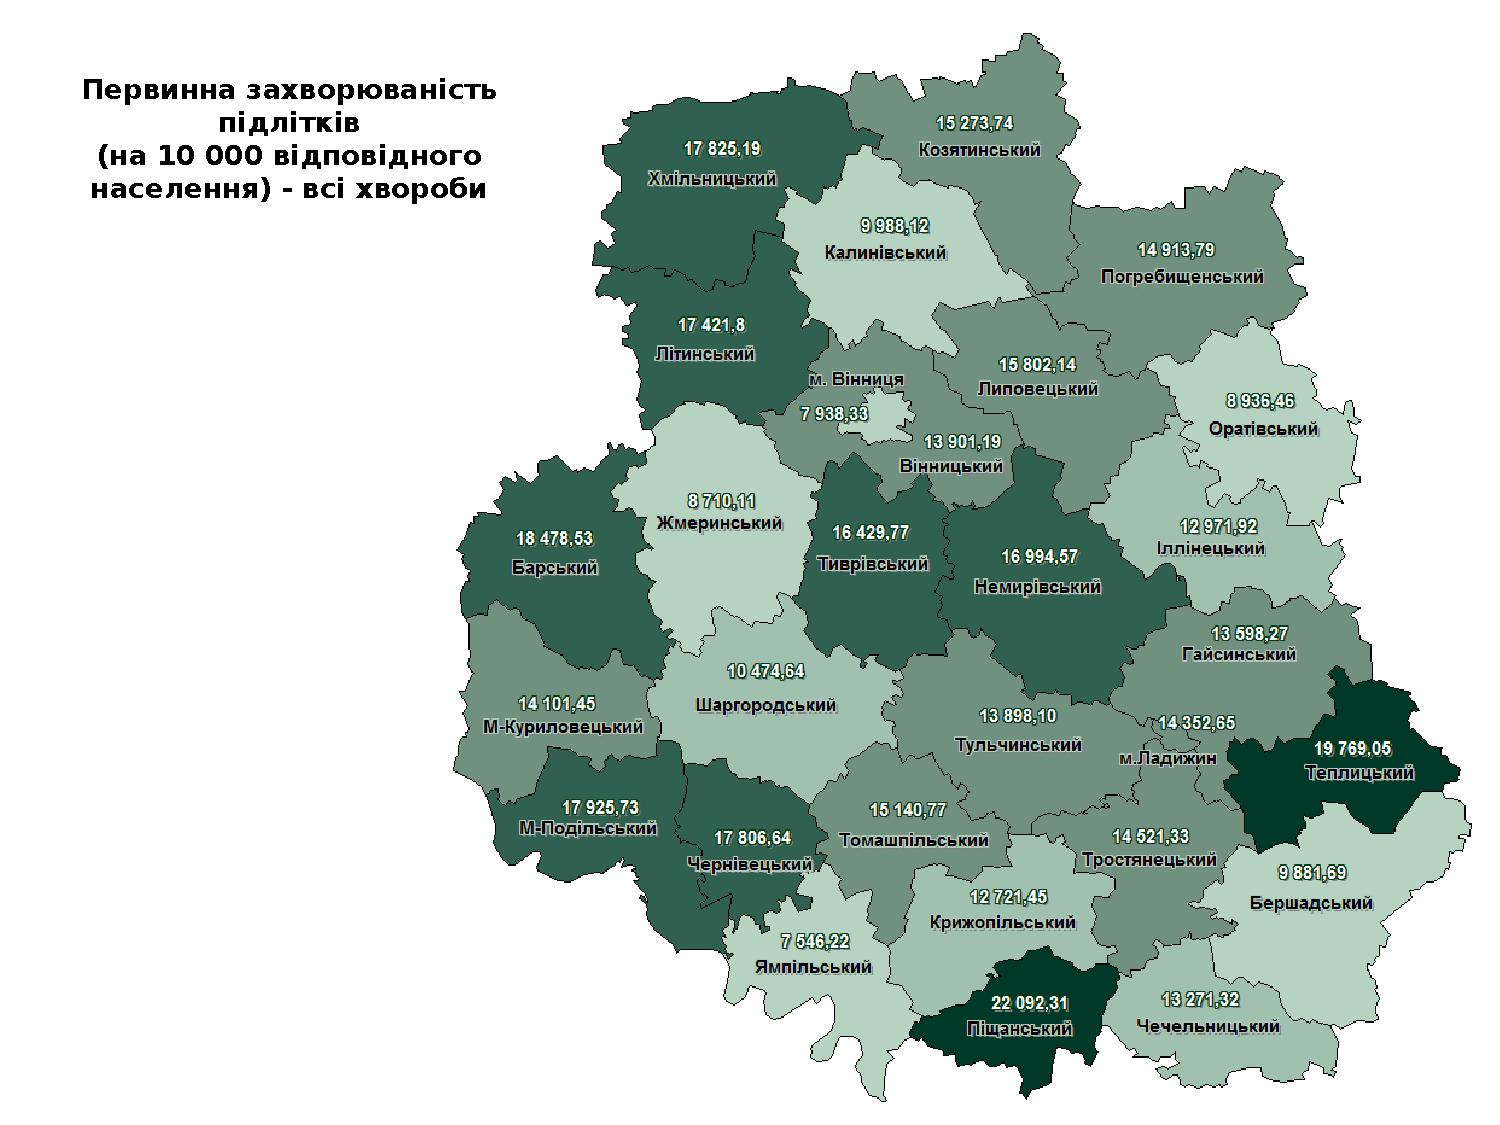 Первинна захворюваність
підлітків
(на 10 000 відповідного
населення) - всі хвороби
15 273,74
Козятинський
17 825,19
Хмільницький
9 988,12
Калинівський
14 913,79
Погребищенський
17 421,8
Літинський
15 802,14
Липовецький
м. Вінниця
7 938,33
8 936,46
Оратівський
13 901,19
Вінницький
8 710,11
Жмеринський
18 478,53
Барський
16 429,77
Тиврівський
16 994,57
Немирівський
12 971,92
Іллінецький
13 598,27
Гайсинський
10 474,64
Шаргородський
14 101,45
М-Куриловецький
13 898,10
Тульчинський
14 352,65
м.Ладижин
19 769,05
Теплицький
17 925,73
М-Подільський
17 806,64
Чернівецький
15 140,77
Томашпільський
14 521,33
Тростянецький
9 881,69
Бершадський
12 721,45
Крижопільський
7 546,22
Ямпільський
22 092,31
Піщанський
13 271,32
Чечельницький